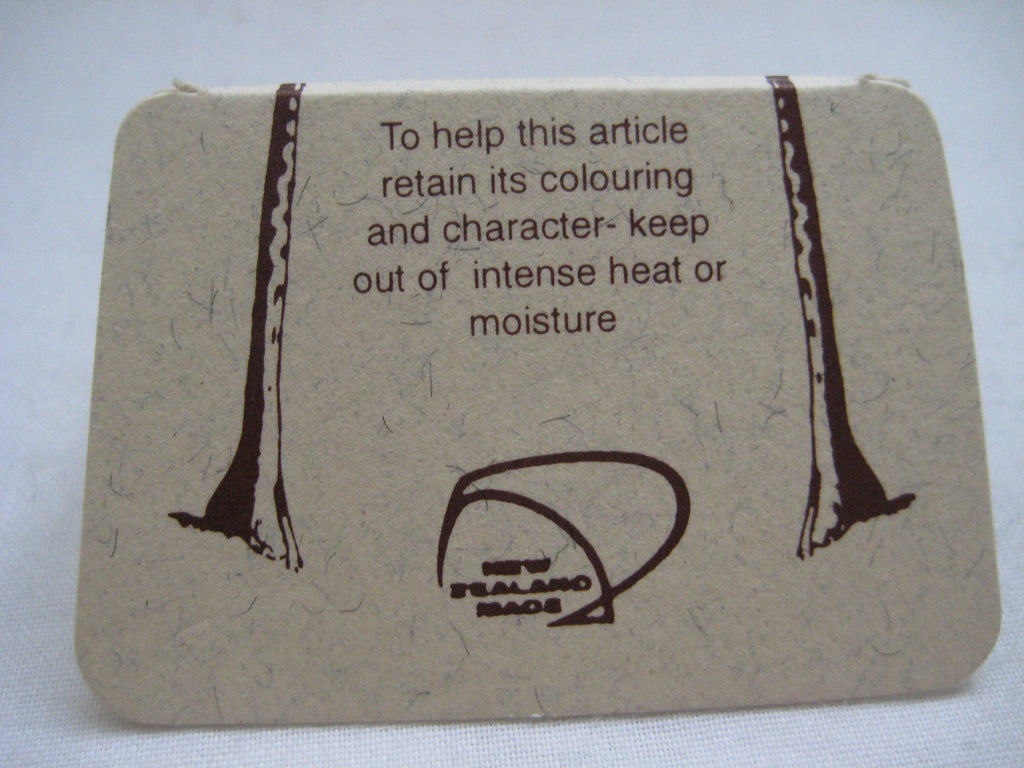 To help this article
retain its colouring
and character- keep
out of intense heat or
moisture
NEW
ZEALAND
MADE